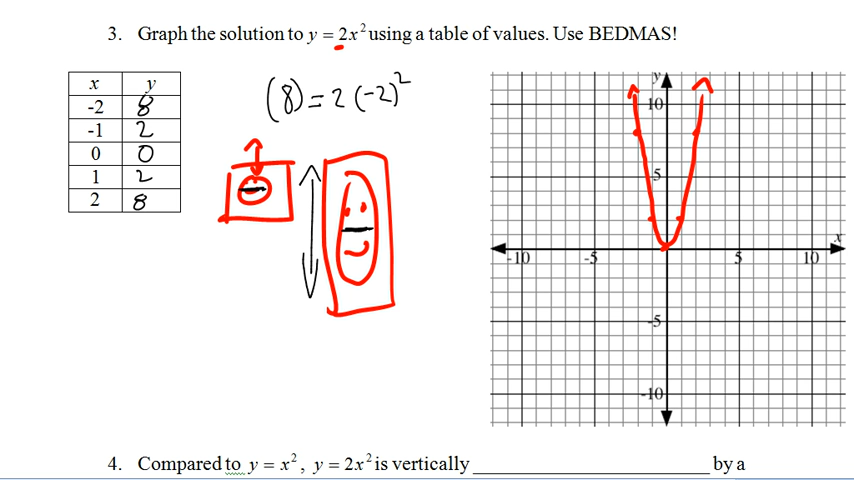 3. Graph the solution to y = 2x² using a table of values. Use BEDMAS!
x y
-2 8
-1 2
0 0
1 2
2 8
(8) = 2(-2)²
y
10
5
x
-10 -5 5 10
-5
-10
4. Compared to y = x², y = 2x² is vertically ____________________ by a